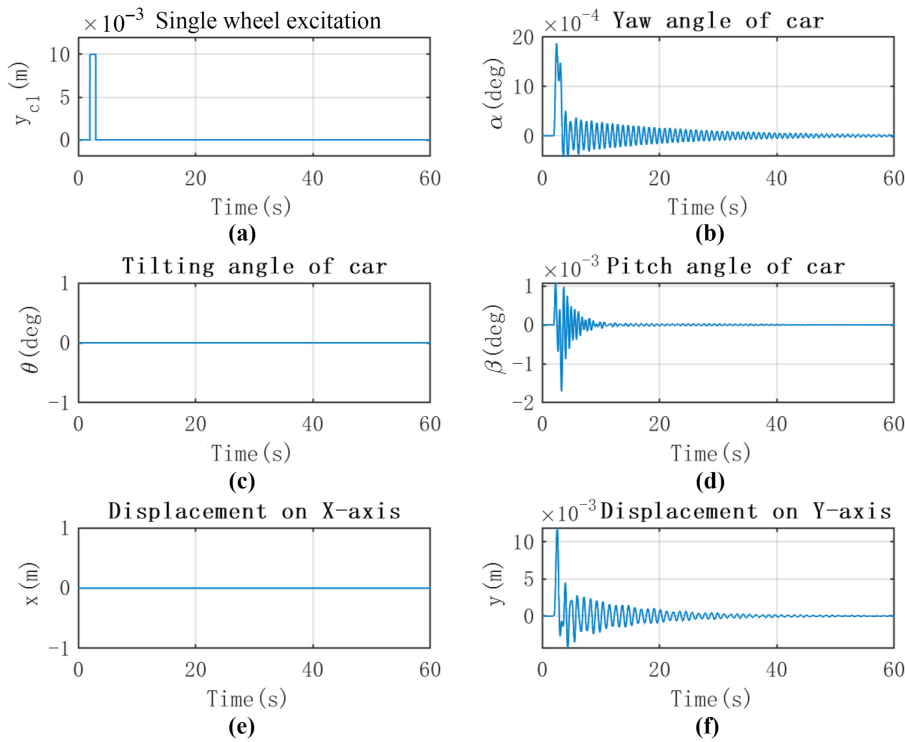 ×10⁻³ Single wheel excitation
10
5
0
y_c1 (m)
0 20 40 60
Time(s)
(a)
×10⁻⁴ Yaw angle of car
20
10
0
α(deg)
0 20 40 60
Time(s)
(b)
Tilting angle of car
1
0
-1
θ(deg)
0 20 40 60
Time(s)
(c)
×10⁻³ Pitch angle of car
1
0
-1
-2
β(deg)
0 20 40 60
Time(s)
(d)
Displacement on X-axis
1
0
-1
x(m)
0 20 40 60
Time(s)
(e)
×10⁻³ Displacement on Y-axis
10
5
0
y(m)
0 20 40 60
Time(s)
(f)